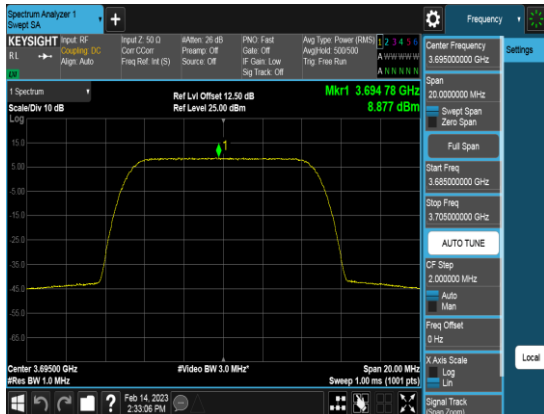 Spectrum Analyzer 1
Swept SA
+
Frequency
KEYSIGHT
RL
Input: RF
Coupling: DC
Align: Auto
Input Z: 50 Ω
Corr CCorr
Freq Ref: Int (S)
#Atten: 26 dB
Preamp: Off
Source: Off
PNO: Fast
Gate: Off
IF Gain: Low
Sig Track: Off
Avg Type: Power (RMS)
Avg|Hold: 500/500
Trig: Free Run
1 2 3 4 5 6
A W W W W W
A N N N N N
1 Spectrum
Scale/Div 10 dB
Ref Lvl Offset 12.50 dB
Ref Level 25.00 dBm
Mkr1 3.694 78 GHz
8.877 dBm
Log
15.0
5.00
-5.00
-15.0
-25.0
-35.0
-45.0
-55.0
-65.0
1
Center 3.69500 GHz
#Res BW 1.0 MHz
#Video BW 3.0 MHz*
Span 20.00 MHz
Sweep 1.00 ms (1001 pts)
Feb 14, 2023
2:33:06 PM
?
Center Frequency
3.695000000 GHz
Span
20.0000000 MHz
Swept Span
Zero Span
Full Span
Start Freq
3.685000000 GHz
Stop Freq
3.705000000 GHz
AUTO TUNE
CF Step
2.000000 MHz
Auto
Man
Freq Offset
0 Hz
X Axis Scale
Log
Lin
Signal Track
(Span Zoom)
Settings
Local